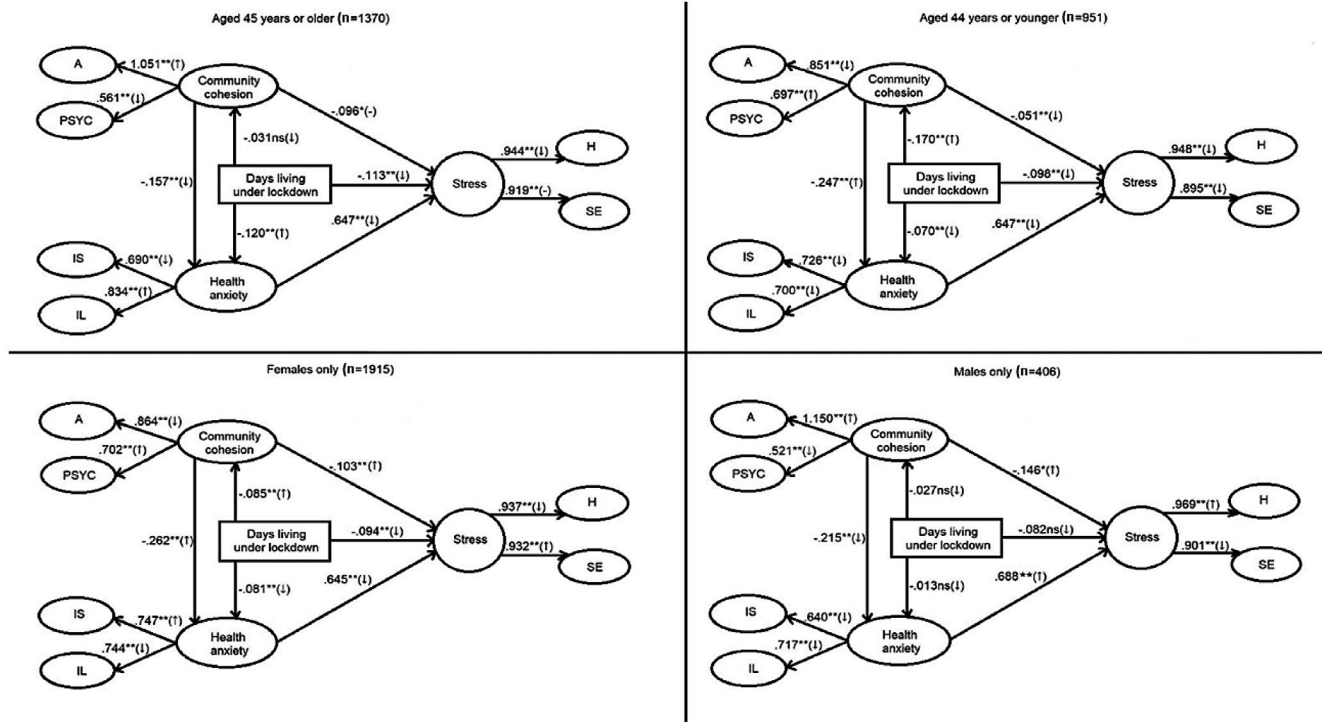 Aged 45 years or older (n=1370)
A
1.051**(↑)
Community
cohesion
PSYC
.561**(↓)
-.096*(-)
-.031ns(↓)
.944**(↓)
H
-.157**(↓)
Days living
under lockdown
-.113**(↓)
Stress
.919**(-)
SE
-.120**(↑)
.647**(↓)
IS
.690**(↓)
Health
anxiety
.834**(↑)
IL
Aged 44 years or younger (n=951)
A
.851**(↓)
Community
cohesion
PSYC
.697**(↑)
-.051**(↓)
-.170**(↑)
.948**(↓)
H
-.247**(↑)
Days living
under lockdown
-.098**(↓)
Stress
.895**(↓)
SE
-.070**(↓)
.647**(↓)
IS
.726**(↓)
Health
anxiety
.700**(↓)
IL
Females only (n=1915)
A
.864**(↓)
Community
cohesion
PSYC
.702**(↑)
-.103**(↑)
-.085**(↑)
.937**(↓)
H
-.262**(↑)
Days living
under lockdown
-.094**(↓)
Stress
.932**(↑)
SE
-.081**(↓)
.645**(↓)
IS
.747**(↑)
Health
anxiety
.744**(↓)
IL
Males only (n=406)
A
1.150**(↑)
Community
cohesion
PSYC
.521**(↓)
-.146*(↑)
-.027ns(↓)
.969**(↑)
H
-.215**(↓)
Days living
under lockdown
-.082ns(↓)
Stress
.901**(↓)
SE
-.013ns(↓)
.688**(↑)
IS
.640**(↓)
Health
anxiety
.717**(↓)
IL